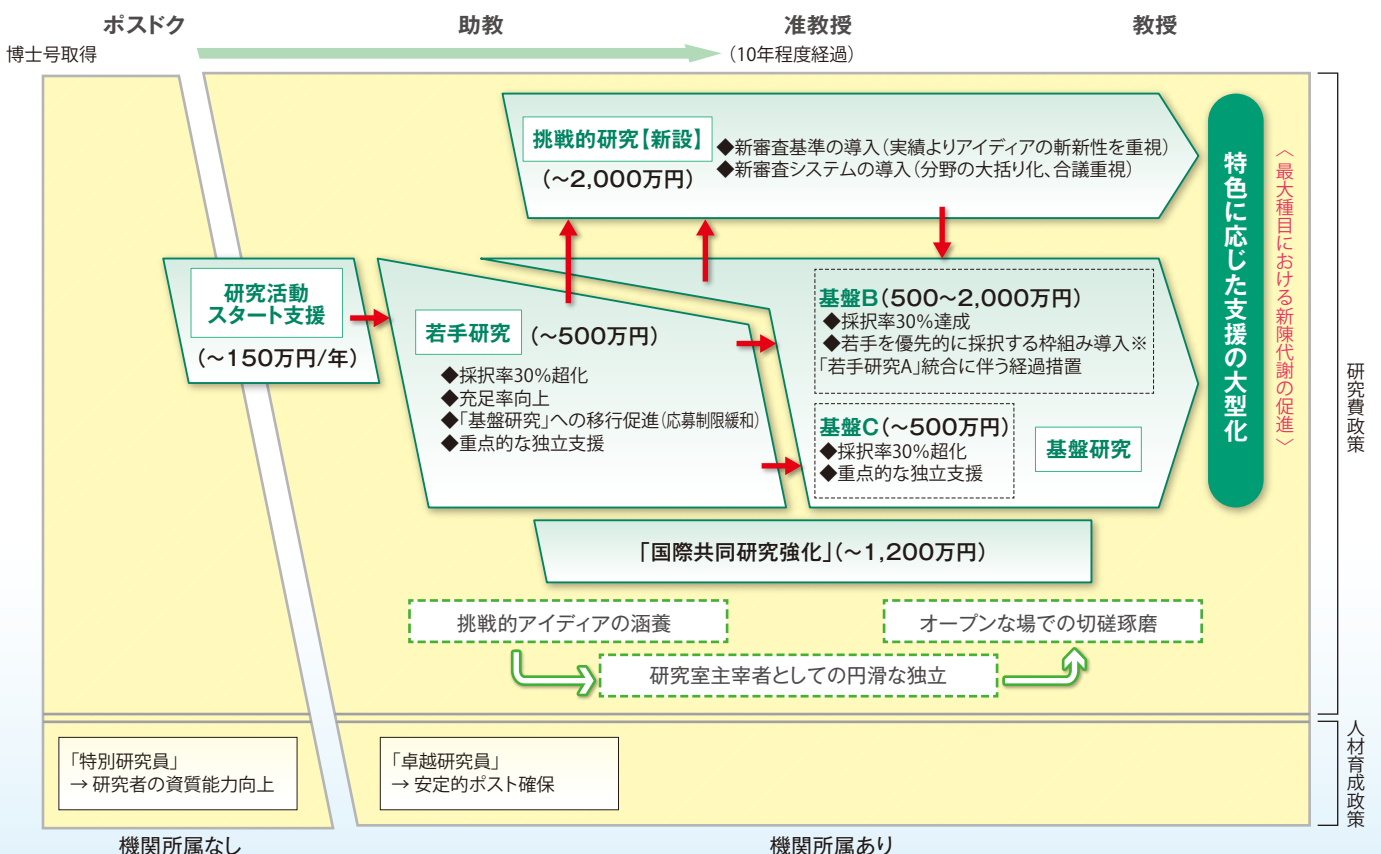 ポスドク
助教
准教授
教授
博士号取得
（10年程度経過）
挑戦的研究【新設】
（～2,000万円）
◆新審査基準の導入（実績よりアイディアの斬新性を重視）
◆新審査システムの導入（分野の大括り化、合議重視）
研究活動
スタート支援
（～150万円/年）
若手研究
（～500万円）
◆採択率30%超化
◆充足率向上
◆「基盤研究」への移行促進（応募制限緩和）
◆重点的な独立支援
基盤B（500～2,000万円）
◆採択率30%達成
◆若手を優先的に採択する枠組み導入※
「若手研究A」統合に伴う経過措置
基盤C（～500万円）
◆採択率30%超化
◆重点的な独立支援
基盤研究
特色に応じた支援の大型化
〈最大種目における新陳代謝の促進〉
研究費政策
「国際共同研究強化」（～1,200万円）
挑戦的アイディアの涵養
オープンな場での切磋琢磨
研究室主宰者としての円滑な独立
「特別研究員」
→ 研究者の資質能力向上
「卓越研究員」
→ 安定的ポスト確保
人材育成政策
機関所属なし
機関所属あり